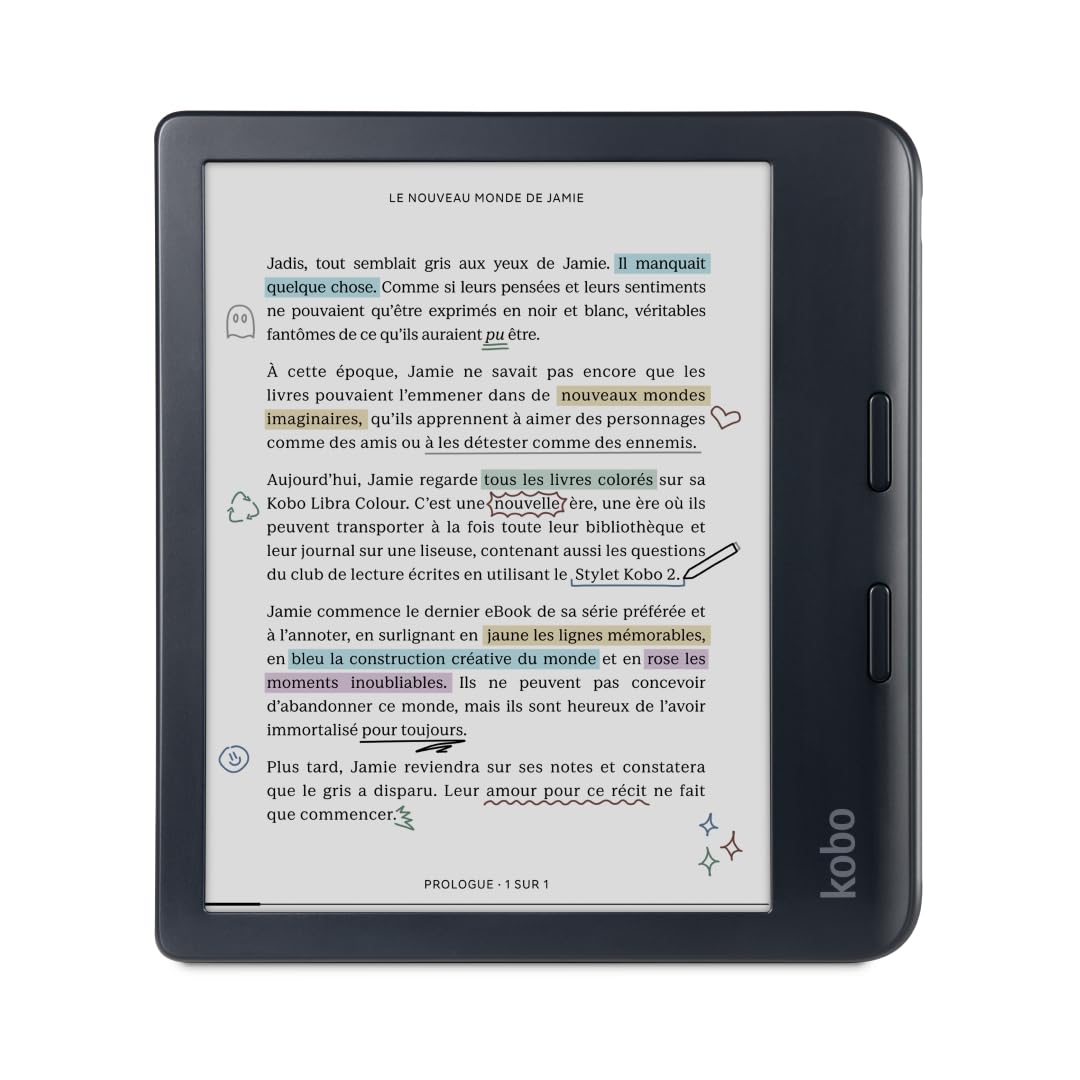 LE NOUVEAU MONDE DE JAMIE
Jadis, tout semblait gris aux yeux de Jamie. Il manquait
quelque chose. Comme si leurs pensées et leurs sentiments
ne pouvaient qu’être exprimés en noir et blanc, véritables
fantômes de ce qu’ils auraient pu être.
À cette époque, Jamie ne savait pas encore que les
livres pouvaient l’emmener dans de nouveaux mondes
imaginaires, qu’ils apprennent à aimer des personnages
comme des amis ou à les détester comme des ennemis.
Aujourd’hui, Jamie regarde tous les livres colorés sur sa
Kobo Libra Colour. C’est une nouvelle ère, une ère où ils
peuvent transporter à la fois toute leur bibliothèque et
leur journal sur une liseuse, contenant aussi les questions
du club de lecture écrites en utilisant le Stylet Kobo 2.
Jamie commence le dernier eBook de sa série préférée et
à l’annoter, en surlignant en jaune les lignes mémorables,
en bleu la construction créative du monde et en rose les
moments inoubliables. Ils ne peuvent pas concevoir
d’abandonner ce monde, mais ils sont heureux de l’avoir
immortalisé pour toujours.
Plus tard, Jamie reviendra sur ses notes et constatera
que le gris a disparu. Leur amour pour ce récit ne fait
que commencer.
PROLOGUE · 1 SUR 1
kobo